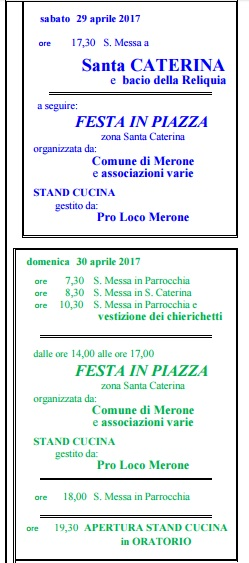 sabato 29 aprile 2017
ore 17,30 S. Messa a
Santa CATERINA
e bacio della Reliquia
a seguire:
FESTA IN PIAZZA
zona Santa Caterina
organizzata da:
Comune di Merone
e associazioni varie
STAND CUCINA
gestito da:
Pro Loco Merone
domenica 30 aprile 2017
ore 7,30 S. Messa in Parrocchia
ore 8,30 S. Messa in S. Caterina
ore 10,30 S. Messa in Parrocchia e
vestizione dei chierichetti
dalle ore 14,00 alle ore 17,00
FESTA IN PIAZZA
zona Santa Caterina
organizzata da:
Comune di Merone
e associazioni varie
STAND CUCINA
gestito da:
Pro Loco Merone
ore 18,00 S. Messa in Parrocchia
ore 19,30 APERTURA STAND CUCINA
in ORATORIO